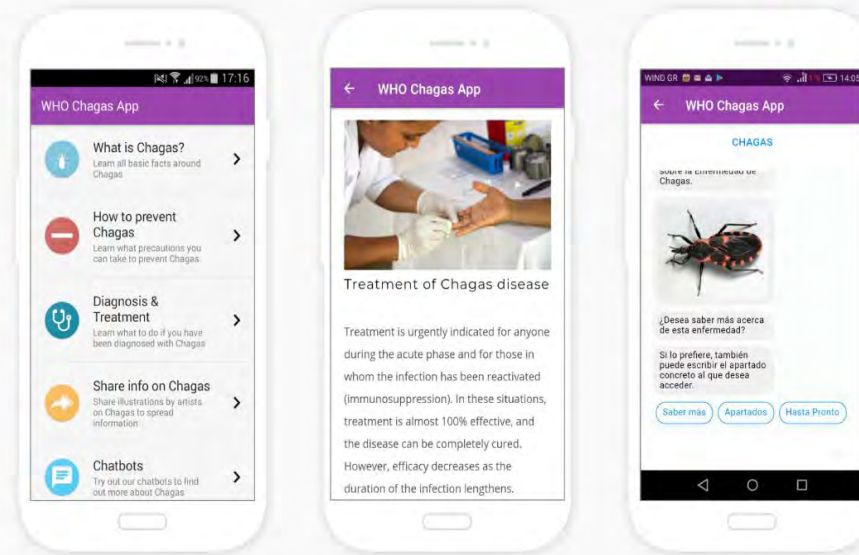 92% 17:16
WHO Chagas App
What is Chagas?
Learn all basic facts around
Chagas
How to prevent
Chagas
Learn what precautions you
can take to prevent Chagas
Diagnosis &
Treatment
Learn what to do if you have
been diagnosed with Chagas
Share info on Chagas
Share illustrations by artists
on Chagas to spread
information
Chatbots
Try out our chatbots to find
out more about Chagas
WHO Chagas App
Treatment of Chagas disease
Treatment is urgently indicated for anyone
during the acute phase and for those in
whom the infection has been reactivated
(immunosuppression). In these situations,
treatment is almost 100% effective, and
the disease can be completely cured.
However, efficacy decreases as the
duration of the infection lengthens.
WIND GR 14:05
WHO Chagas App
CHAGAS
sobre la Enfermedad de
Chagas.
¿Desea saber más acerca
de esta enfermedad?
Si lo prefiere, también
puede escribir el apartado
concreto al que desea
acceder.
Saber más Apartados Hasta Pronto